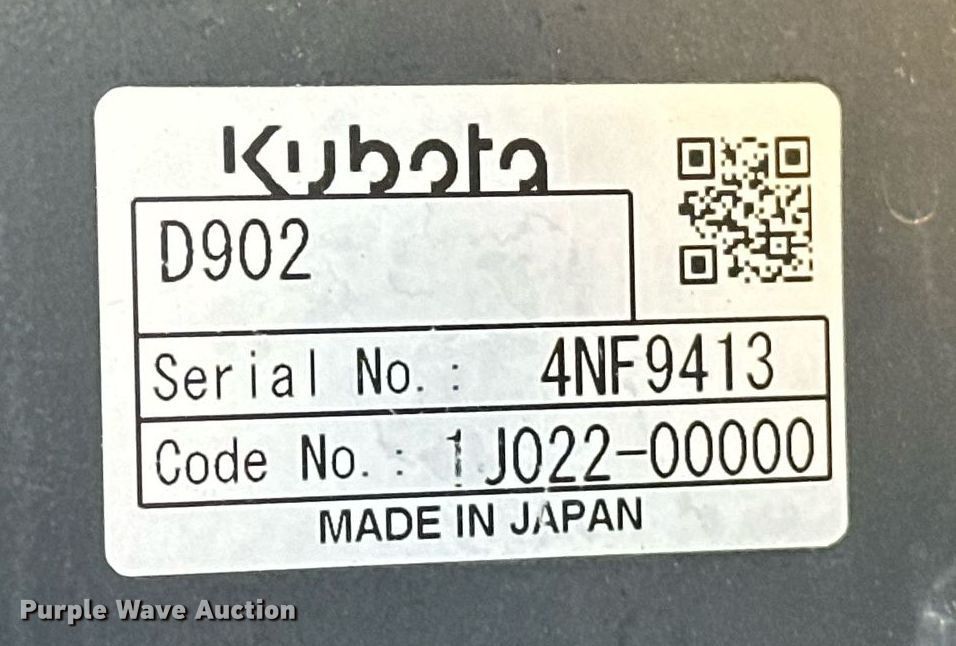 Kubota
D902
Serial No.: 4NF9413
Code No.: 1J022-00000
MADE IN JAPAN
Purple Wave Auction